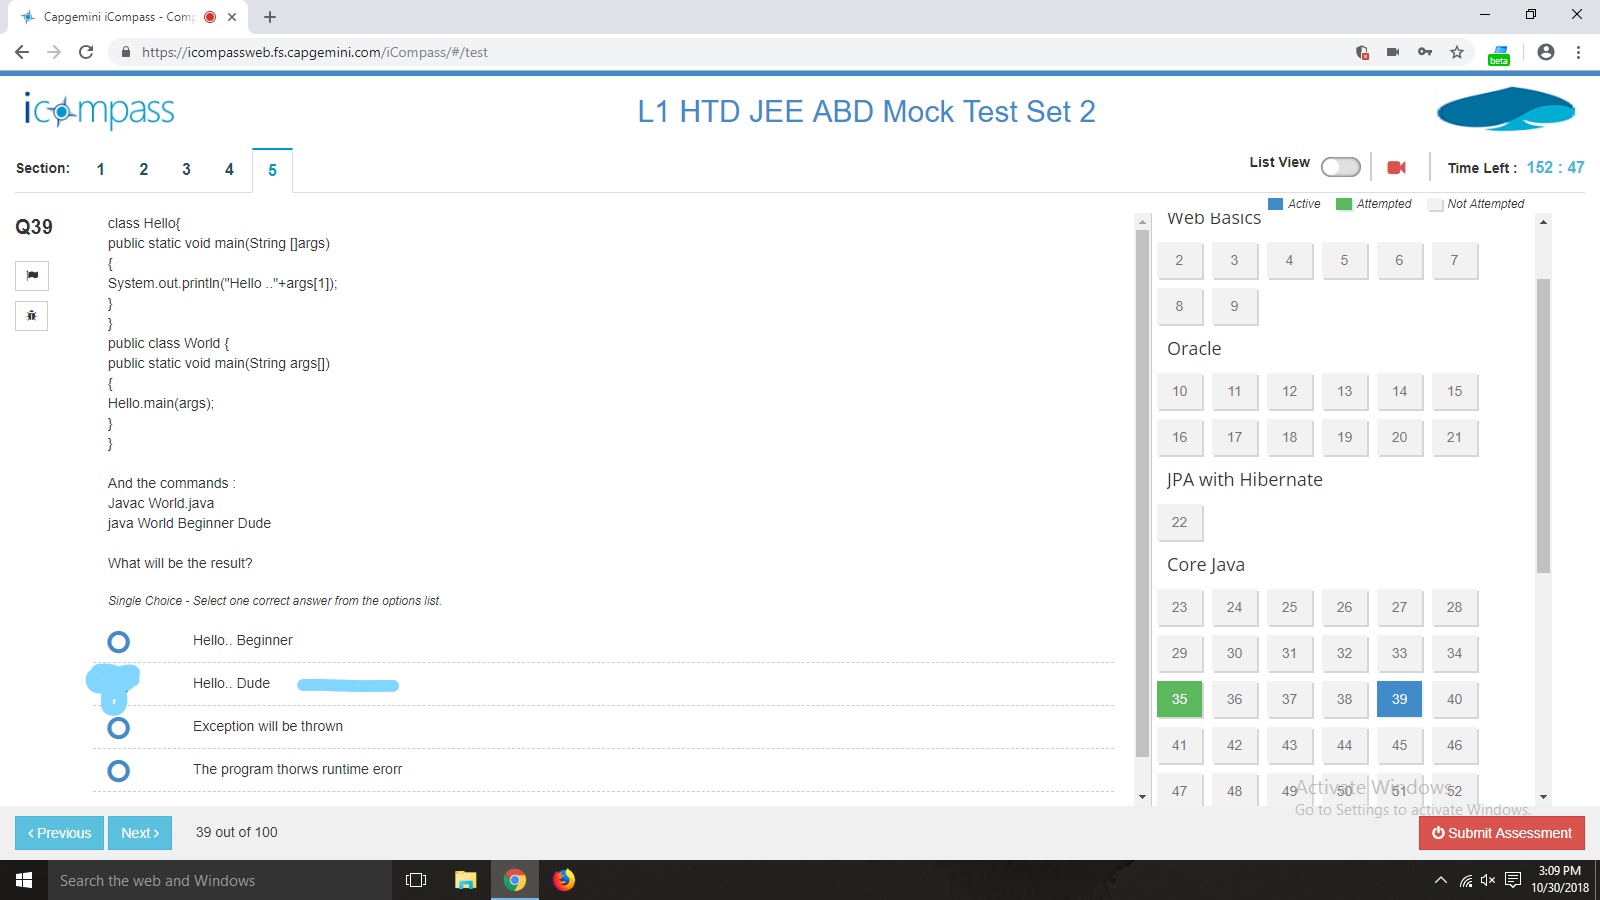 Capgemini iCompass - Comp
https://icompassweb.fs.capgemini.com/iCompass/#/test
beta
icompass
L1 HTD JEE ABD Mock Test Set 2
Section: 1 2 3 4 5
List View
Time Left : 152 : 47
Active Attempted Not Attempted
Q39
class Hello{
public static void main(String []args)
{
System.out.println("Hello .."+args[1]);
}
}
public class World {
public static void main(String args[])
{
Hello.main(args);
}
}
And the commands :
Javac World.java
java World Beginner Dude
What will be the result?
Single Choice - Select one correct answer from the options list.
Hello.. Beginner
Hello.. Dude
Exception will be thrown
The program thorws runtime erorr
Web Basics
2 3 4 5 6 7
8 9
Oracle
10 11 12 13 14 15
16 17 18 19 20 21
JPA with Hibernate
22
Core Java
23 24 25 26 27 28
29 30 31 32 33 34
35 36 37 38 39 40
41 42 43 44 45 46
47 48 49 50 51 52
Activate Windows
Go to Settings to activate Windows.
Previous Next 39 out of 100
Submit Assessment
Search the web and Windows
3:09 PM
10/30/2018